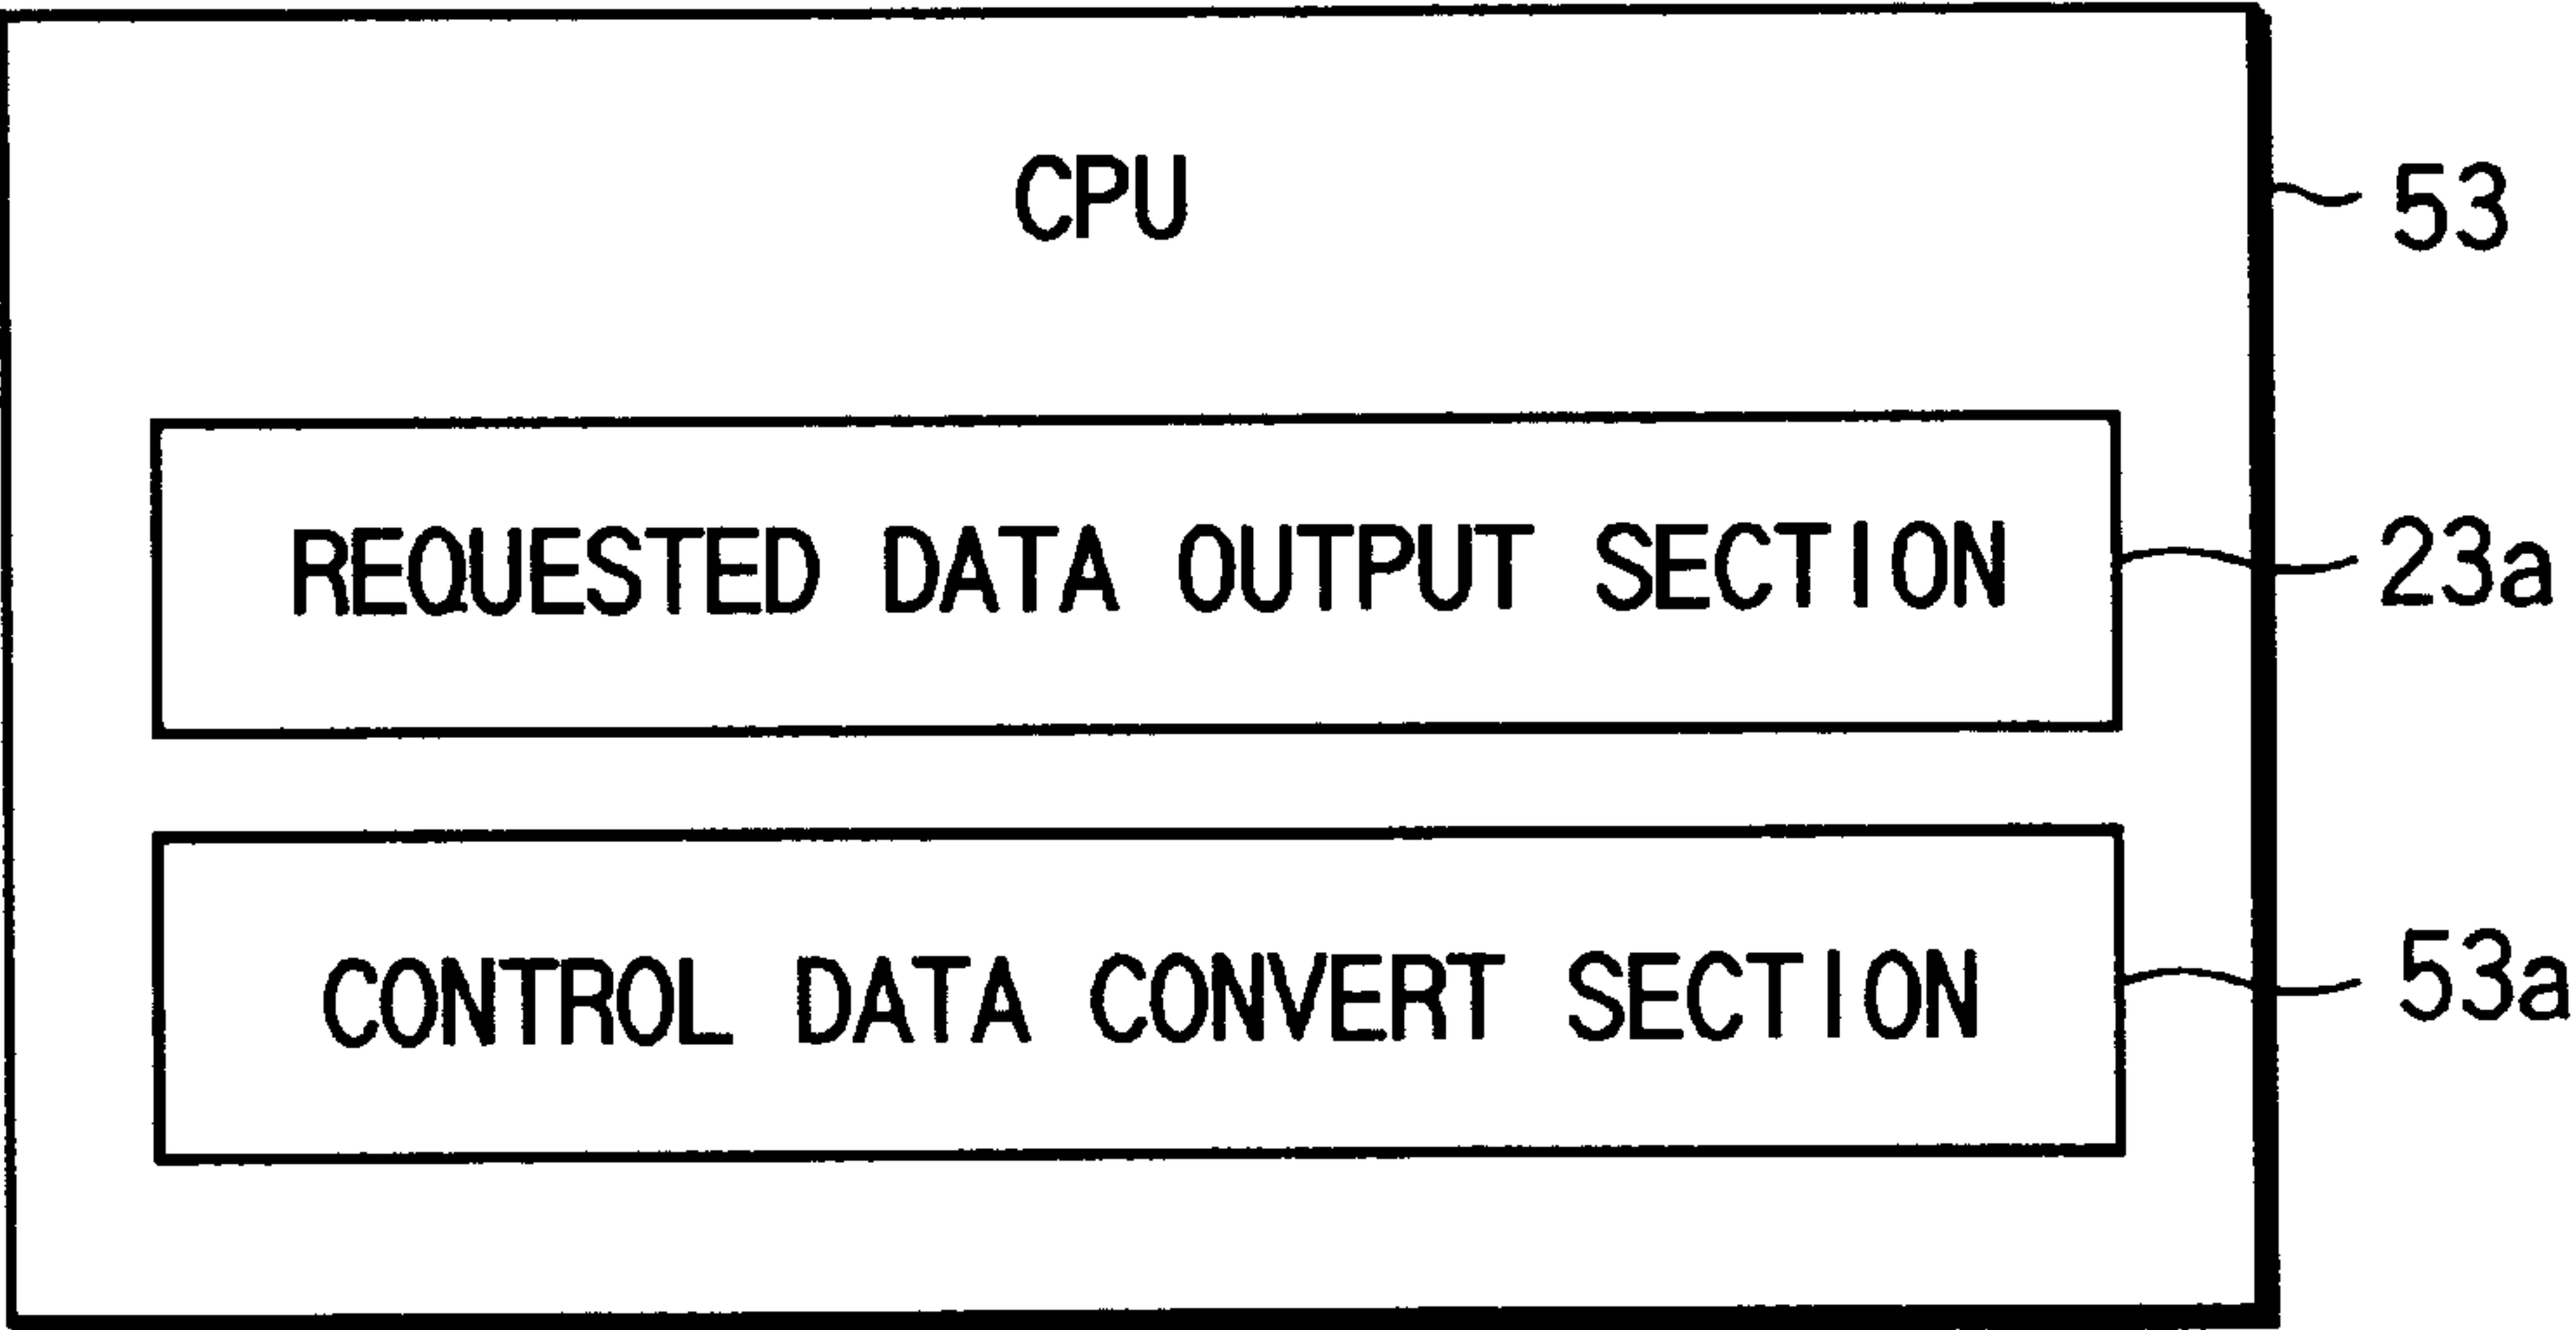 CPU
53
REQUESTED DATA OUTPUT SECTION
23a
CONTROL DATA CONVERT SECTION
53a